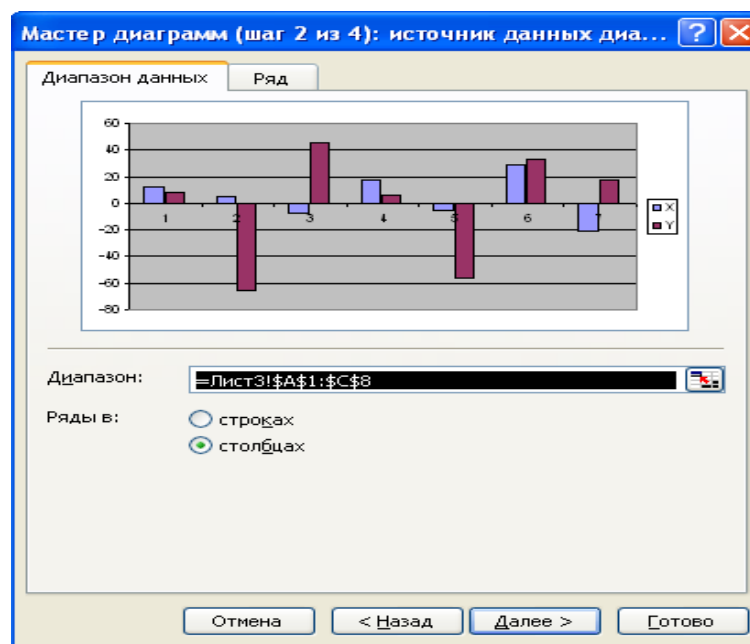 Мастер диаграмм (шаг 2 из 4): источник данных диа...
Диапазон данных Ряд
60
40
20
0
-20
-40
-60
-80
1 2 3 4 5 6 7
X
Y
Диапазон: =Лист3!$A$1:$C$8
Ряды в: строках
столбцах
Отмена < Назад Далее > Готово